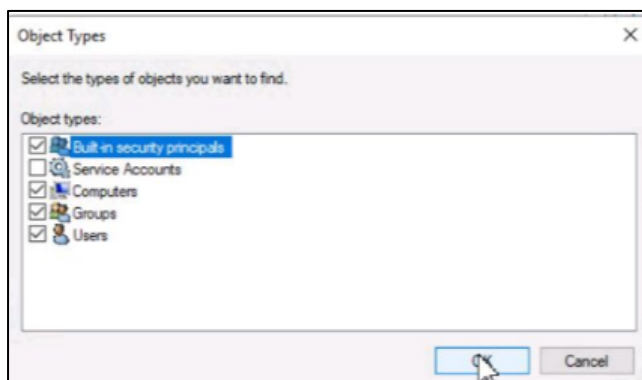 Object Types
Select the types of objects you want to find.
Object types:
Built-in security principals
Service Accounts
Computers
Groups
Users
OK Cancel